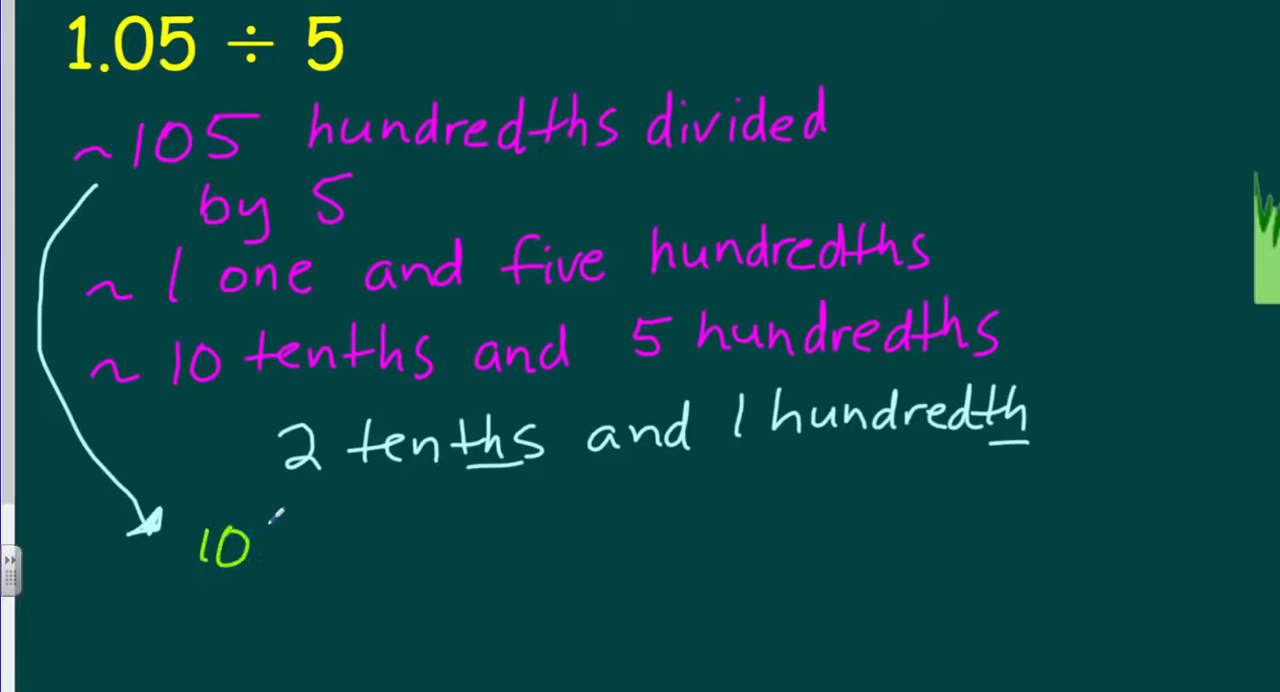 1.05 ÷ 5
~105 hundredths divided
by 5
~ 1 one and five hundredths
~ 10 tenths and 5 hundredths
2 tenths and 1 hundredth
10